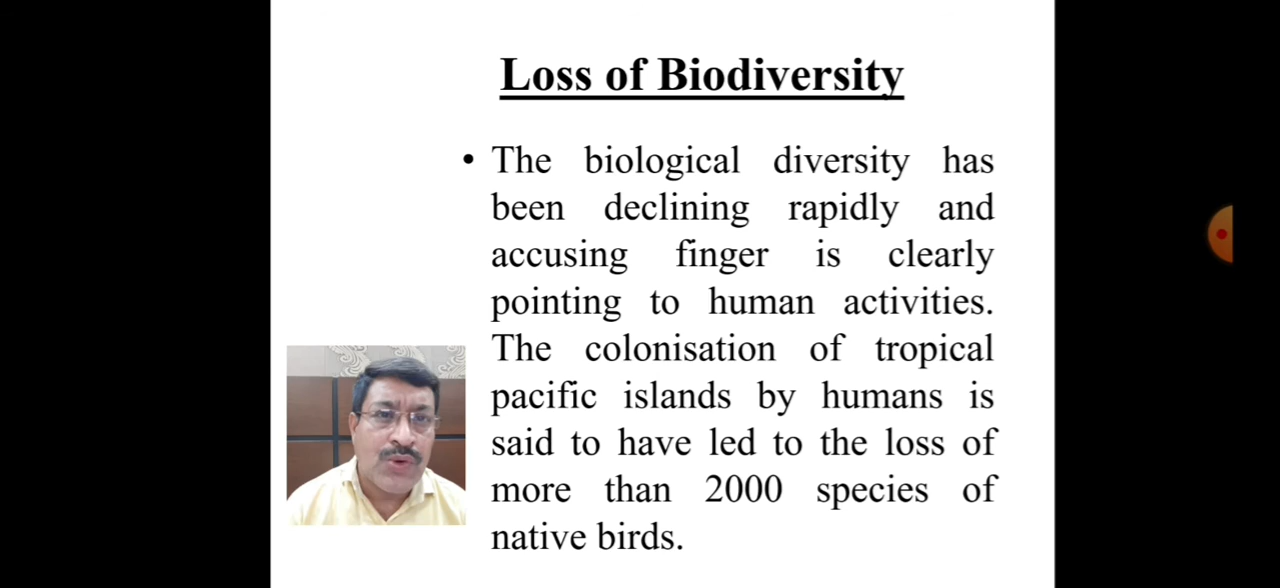 Loss of Biodiversity
• The biological diversity has
been declining rapidly and
accusing finger is clearly
pointing to human activities.
The colonisation of tropical
pacific islands by humans is
said to have led to the loss of
more than 2000 species of
native birds.